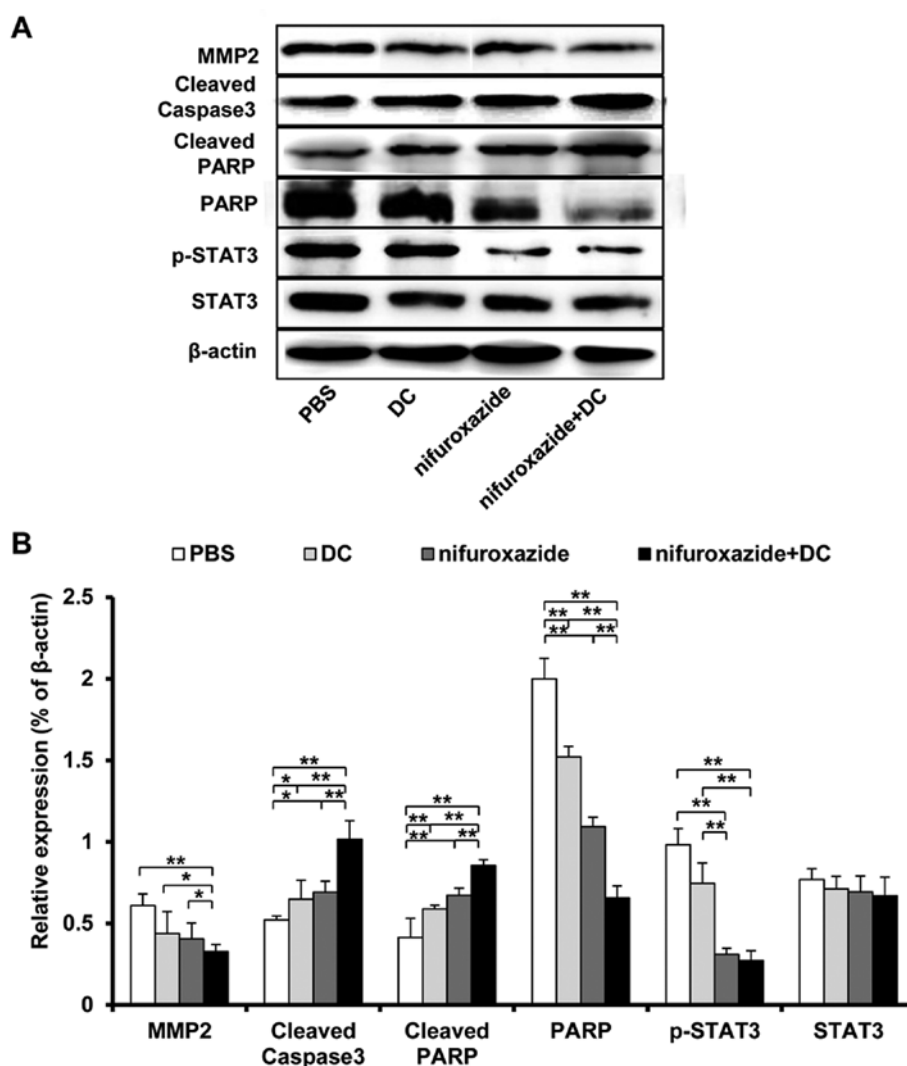 A
MMP2
Cleaved
Caspase3
Cleaved
PARP
PARP
p-STAT3
STAT3
β-actin
PBS
DC
nifuroxazide
nifuroxazide+DC
B
PBS DC nifuroxazide nifuroxazide+DC
Relative expression (% of β-actin)
2.5
2
1.5
1
0.5
0
**
**
**
**
**
**
*
**
*
**
**
**
**
**
**
**
**
**
**
**
*
*
MMP2 Cleaved Cleaved PARP p-STAT3 STAT3
Caspase3 PARP